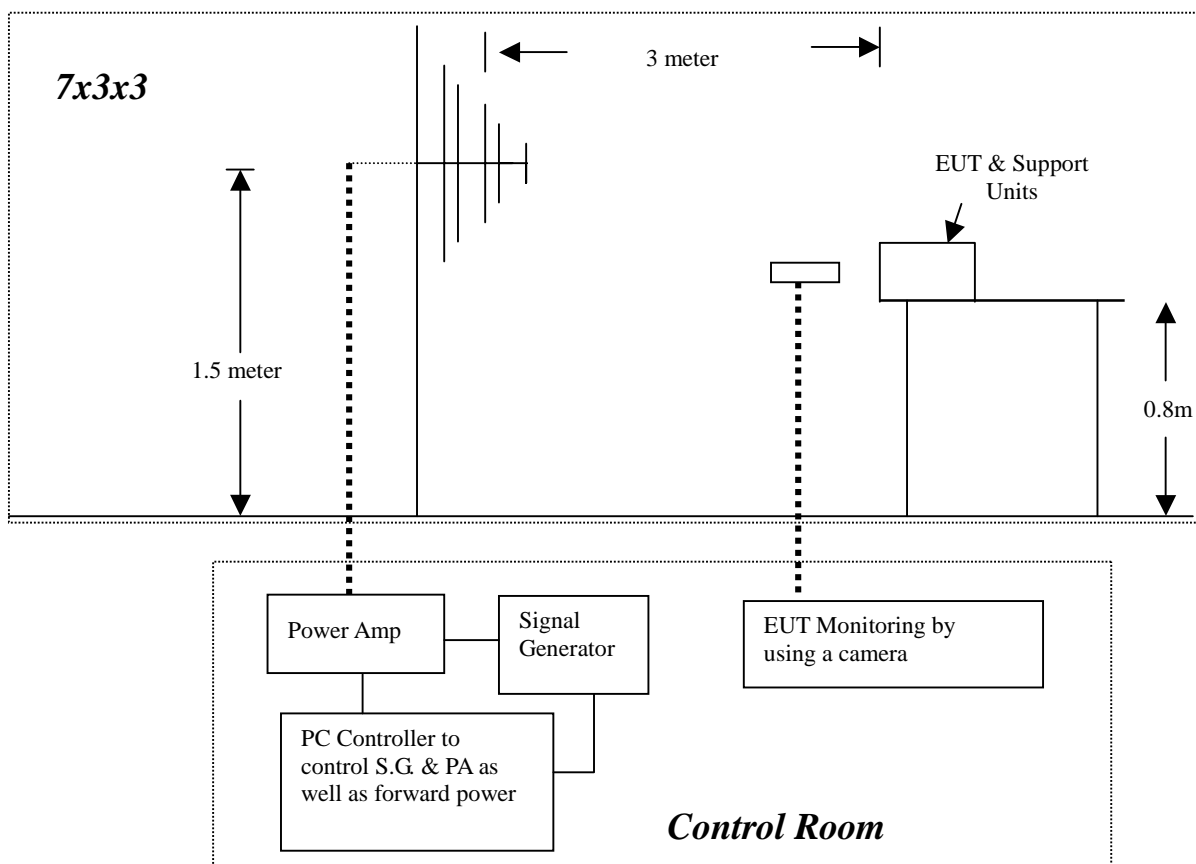 3 meter
7x3x3
EUT & Support
Units
1.5 meter
0.8m
Power Amp
Signal
Generator
EUT Monitoring by
using a camera
PC Controller to
control S.G. & PA as
well as forward power
Control Room